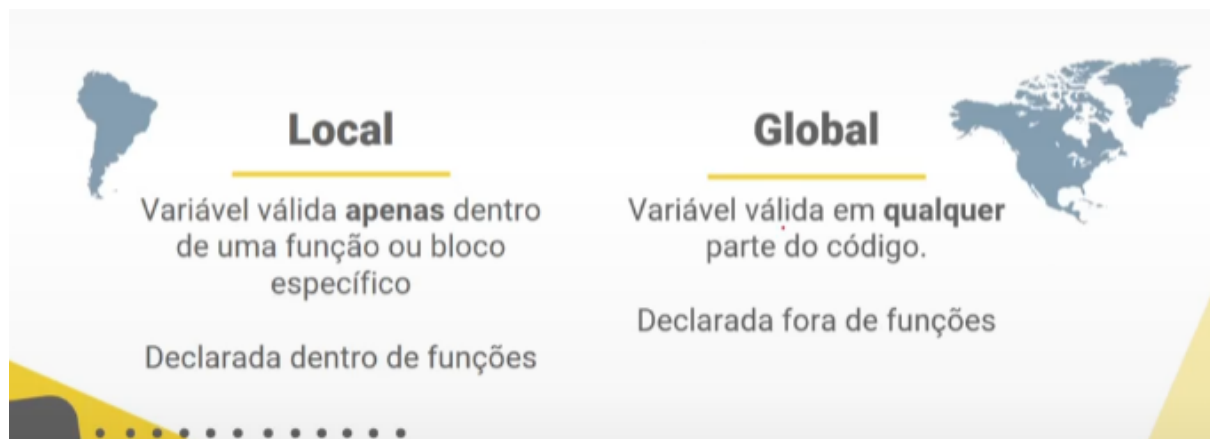 Local
Variável válida apenas dentro
de uma função ou bloco
específico
Declarada dentro de funções
Global
Variável válida em qualquer
parte do código.
Declarada fora de funções